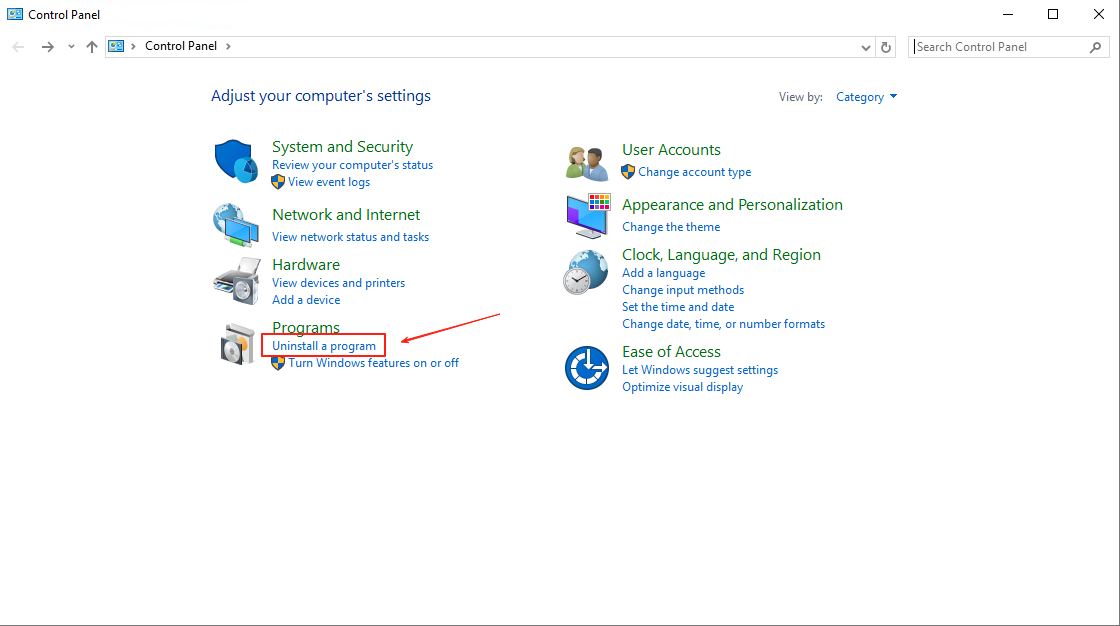 Control Panel
Control Panel
Search Control Panel
Adjust your computer's settings
View by: Category
System and Security
Review your computer's status
View event logs
Network and Internet
View network status and tasks
Hardware
View devices and printers
Add a device
Programs
Uninstall a program
Turn Windows features on or off
User Accounts
Change account type
Appearance and Personalization
Change the theme
Clock, Language, and Region
Add a language
Change input methods
Set the time and date
Change date, time, or number formats
Ease of Access
Let Windows suggest settings
Optimize visual display